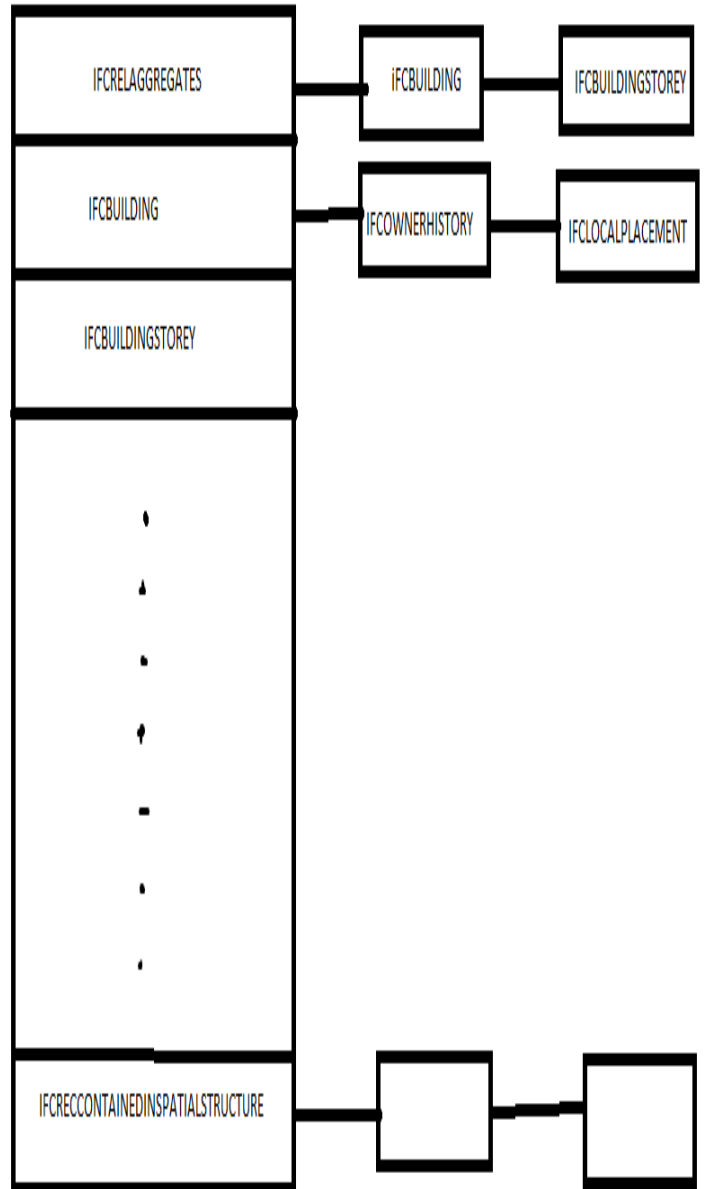 IFCRELAGGREGATES
iFCBUILDING
IFCBUILDINGSTOREY
IFCBUILDING
IFCOWNERHISTORY
IFCLOCALPLACEMENT
IFCBUILDINGSTOREY
IFCRECCONTAINEDINSPATIALSTRUCTURE